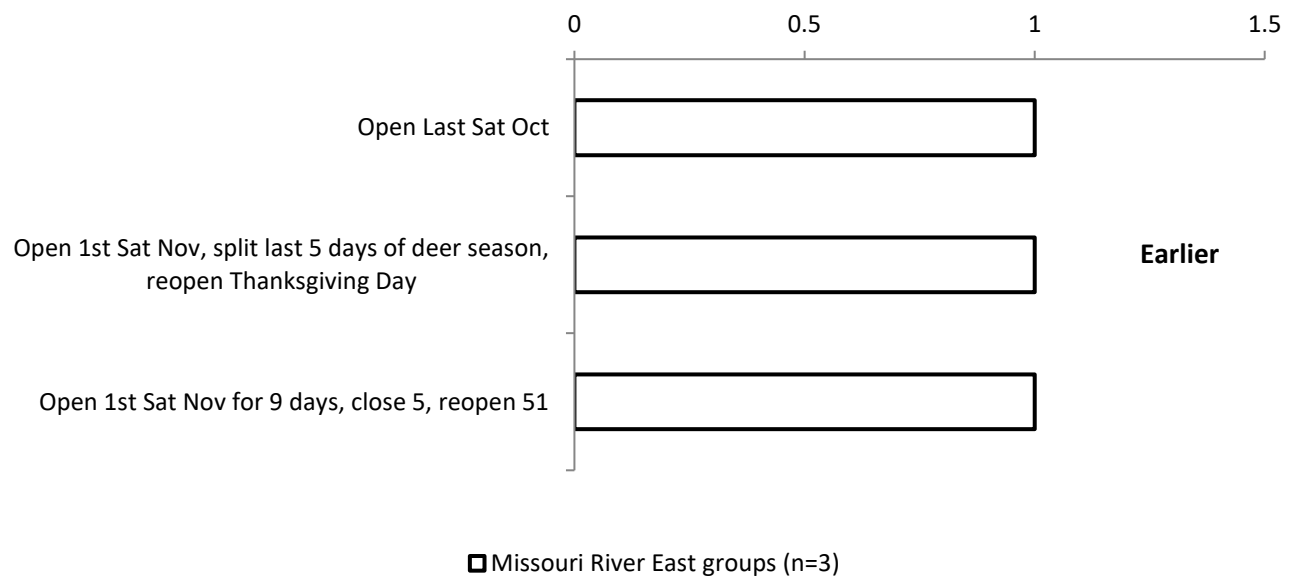 0 0.5 1 1.5
Open Last Sat Oct
Open 1st Sat Nov, split last 5 days of deer season,
reopen Thanksgiving Day
Earlier
Open 1st Sat Nov for 9 days, close 5, reopen 51
Missouri River East groups (n=3)